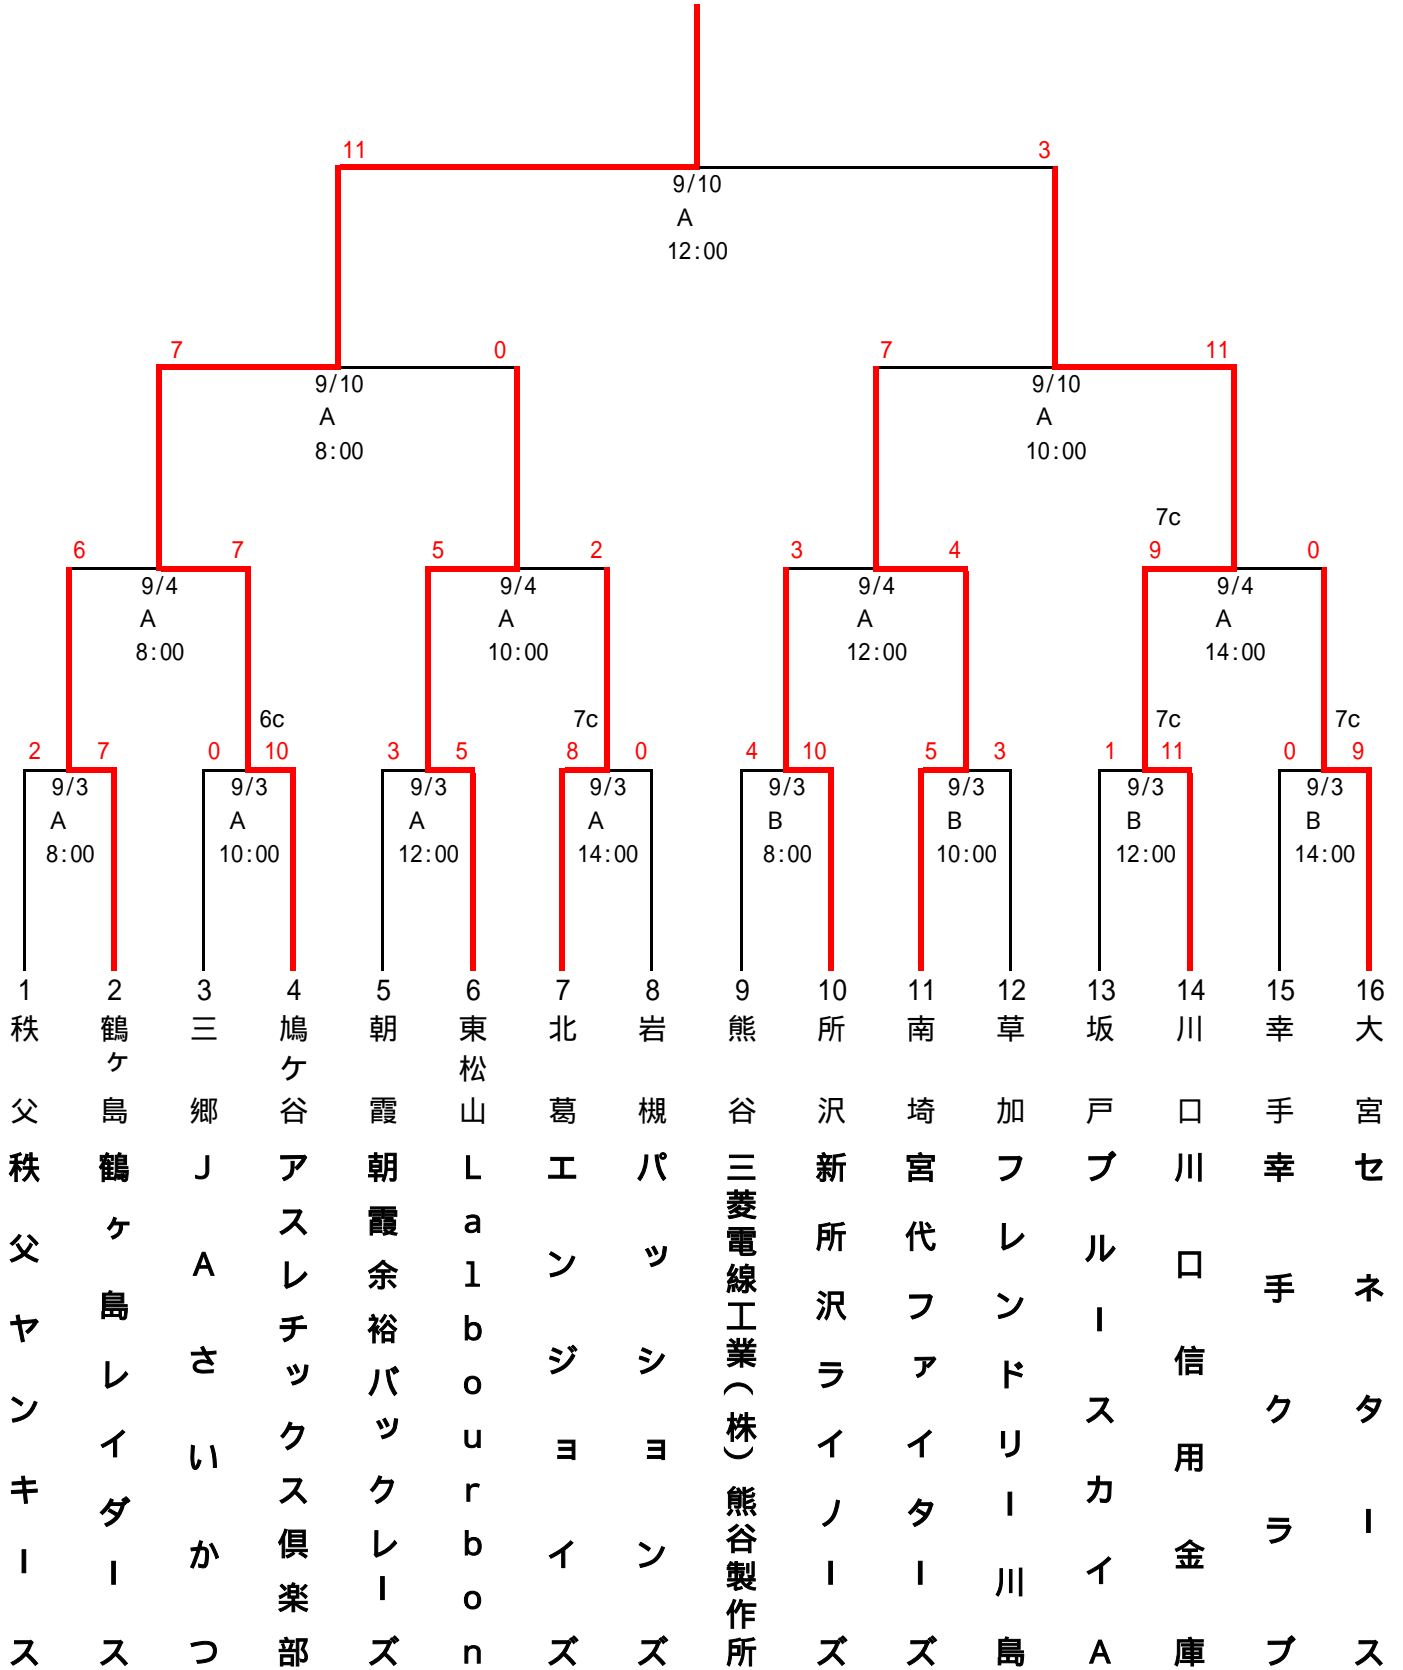 11 3
9/10
A
12:00
7 0 7 11
9/10 9/10
A A
8:00 10:00
7c
6 7 5 2 3 4 9 0
9/4 9/4 9/4 9/4
A A A A
8:00 10:00 12:00 14:00
6c 7c 7c 7c
2 7 0 10 3 5 8 0 4 10 5 3 1 11 0 9
9/3 9/3 9/3 9/3 9/3 9/3 9/3 9/3
A A A A B B B B
8:00 10:00 12:00 14:00 8:00 10:00 12:00 14:00
1 2 3 4 5 6 7 8 9 10 11 12 13 14 15 16
秩父
鶴ヶ島
三郷
鳩ケ谷
朝霞
東松山
北葛
岩槻
熊谷
所沢
南埼
草加
坂戸
川口
幸手
大宮
秩父ヤンキース
鶴ヶ島レイダース
JAさいかつ
アスレチックス倶楽部
朝霞余裕バックレーズ
Lalbourbon
エンジョイズ
パッションズ
三菱電線工業(株)熊谷製作所
新所沢ライノーズ
宮代ファイターズ
フレンドリー川島
ブルースカイA
川口信用金庫
幸手クラブ
セネタース